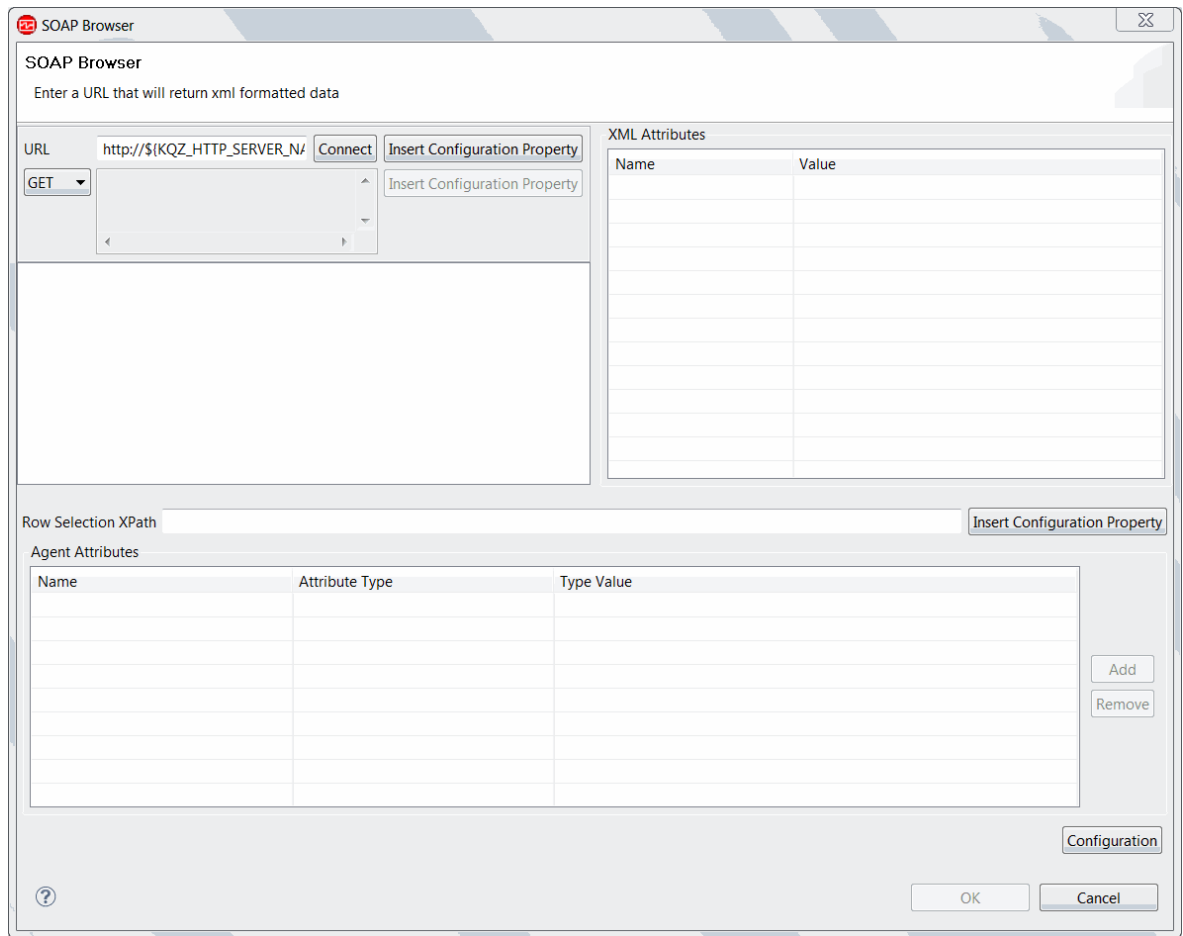 SOAP Browser
SOAP Browser
Enter a URL that will return xml formatted data
URL http://${KQZ_HTTP_SERVER_NA Connect Insert Configuration Property
GET Insert Configuration Property
XML Attributes
Name Value
Row Selection XPath Insert Configuration Property
Agent Attributes
Name Attribute Type Type Value
Add
Remove
Configuration
? OK Cancel